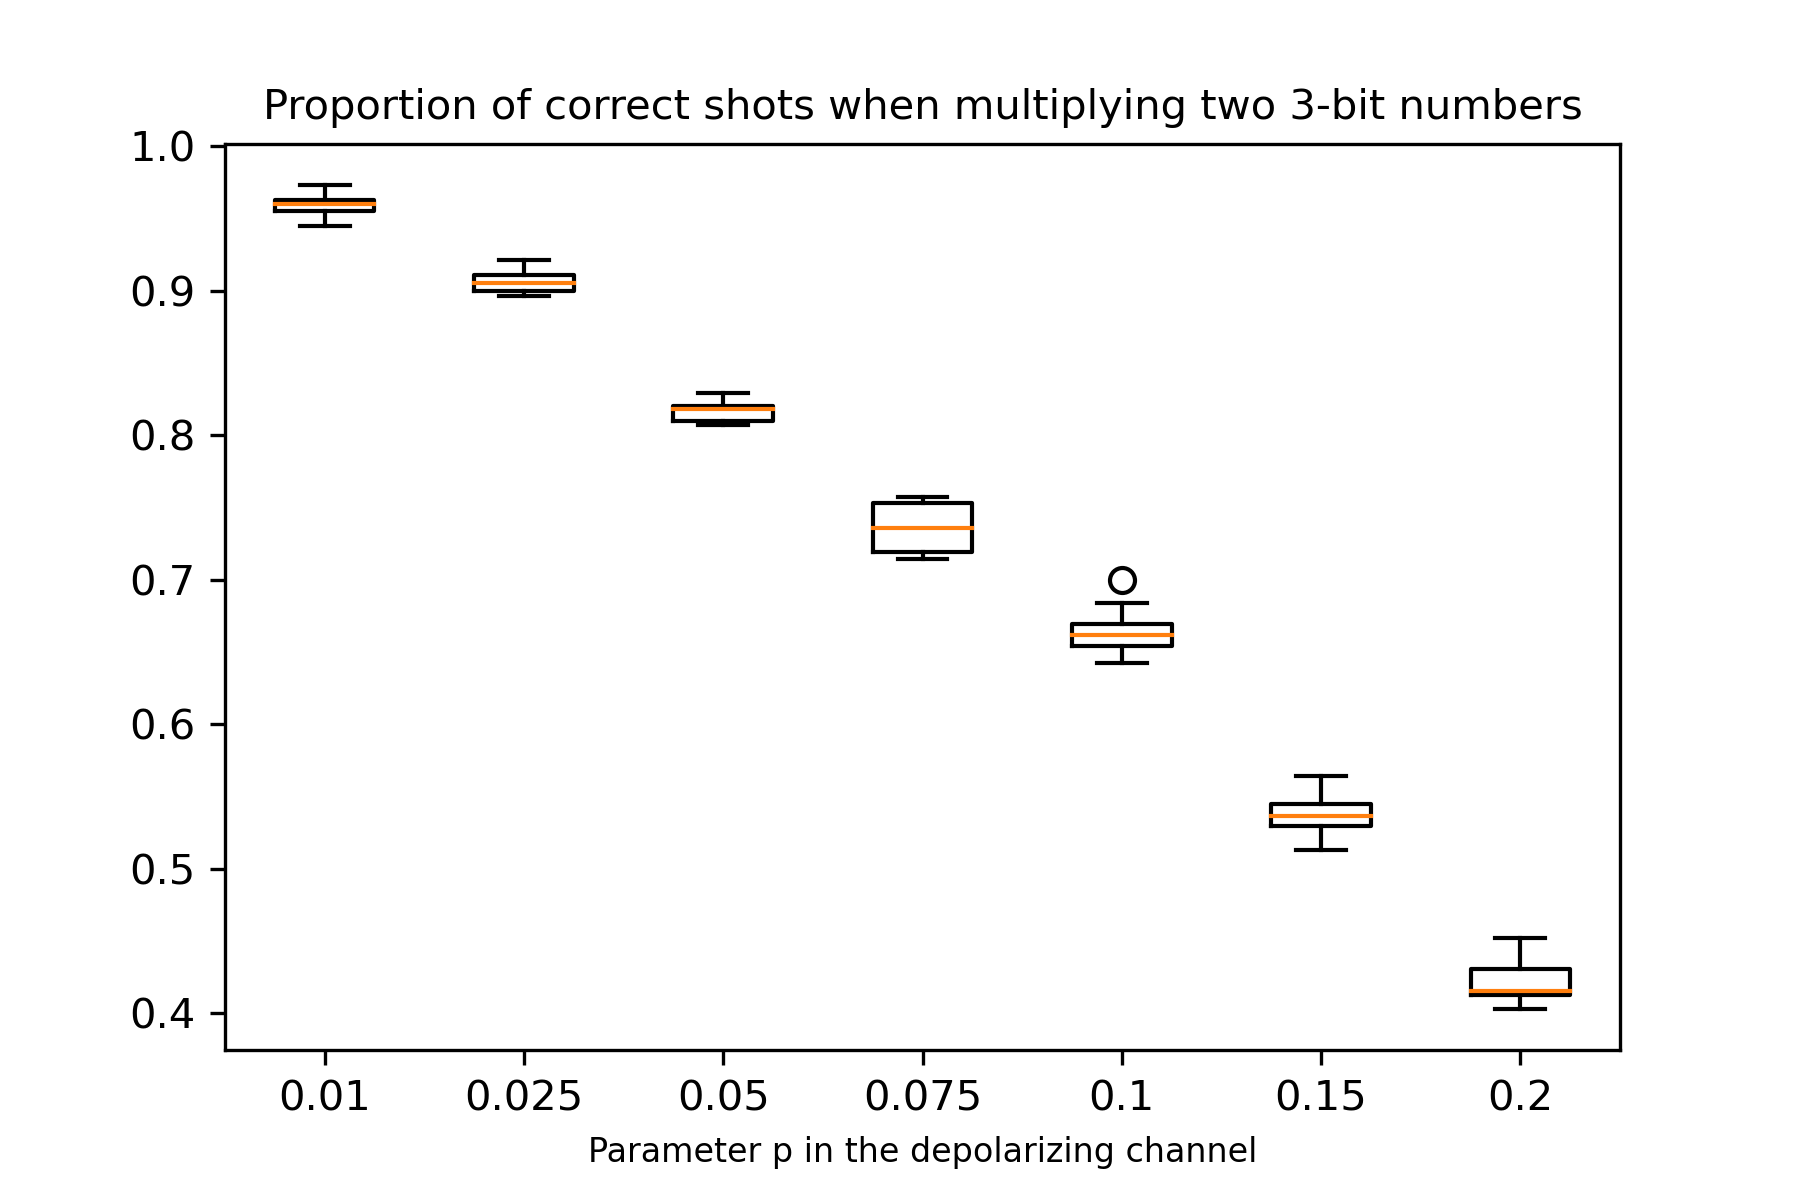 Proportion of correct shots when multiplying two 3-bit numbers
1.0
0.9
0.8
0.7
0.6
0.5
0.4
0.01 0.025 0.05 0.075 0.1 0.15 0.2
Parameter p in the depolarizing channel